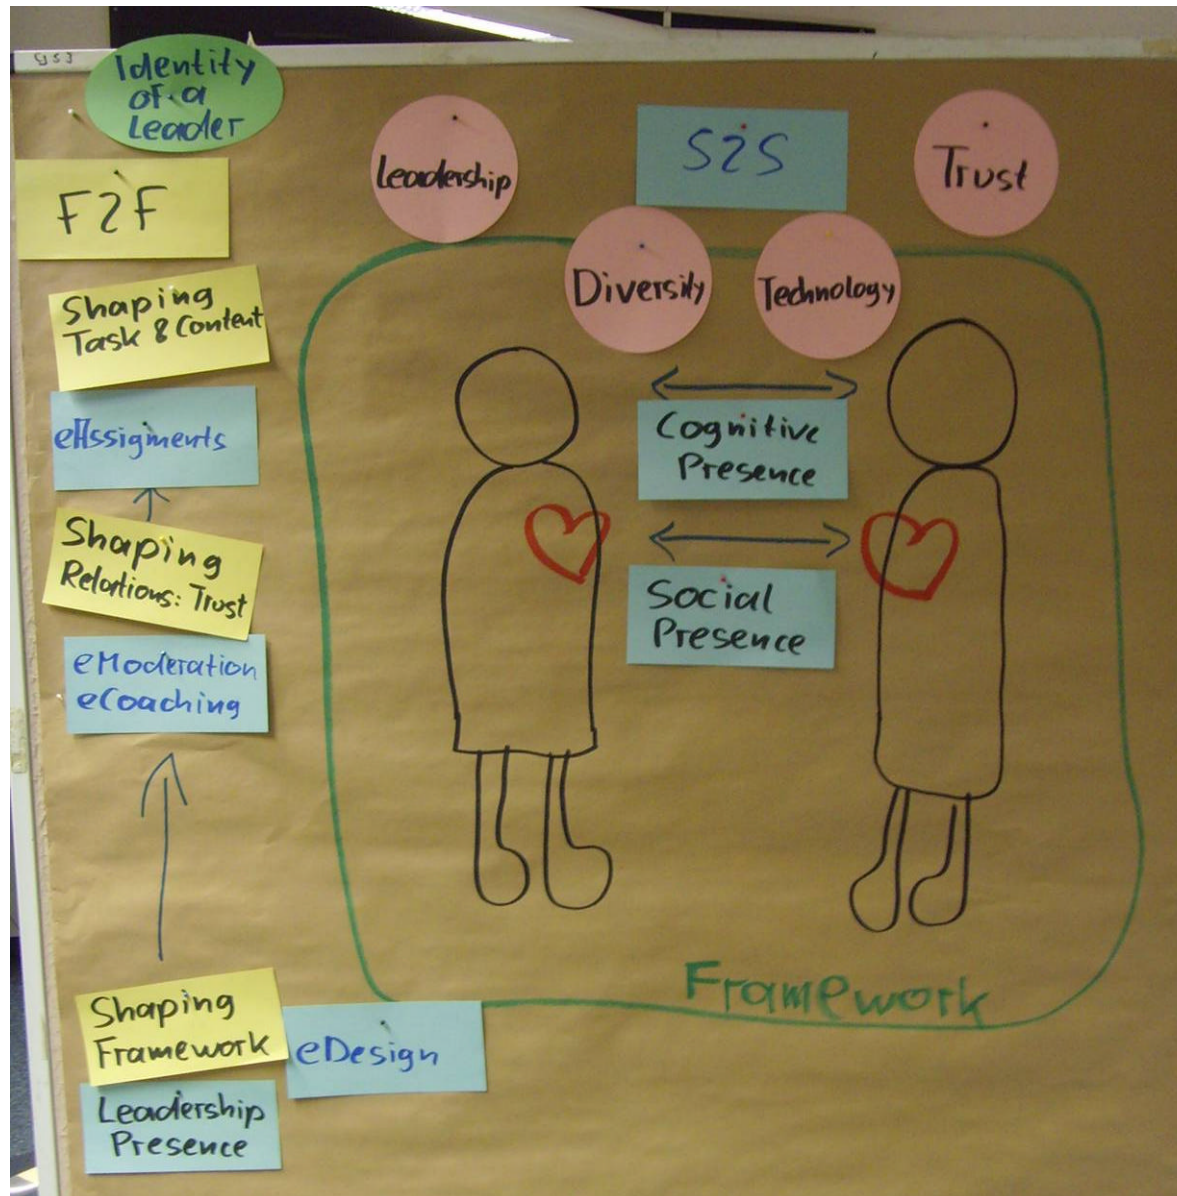 Identity
of a
Leader
F2F
Shaping
Task & Content
eAssigments
Shaping
Relations: Trust
eModeration
eCoaching
Shaping
Framework
eDesign
Leadership
Presence
Leadership
S2S
Trust
Diversity
Technology
Cognitive
Presence
Social
Presence
Framework